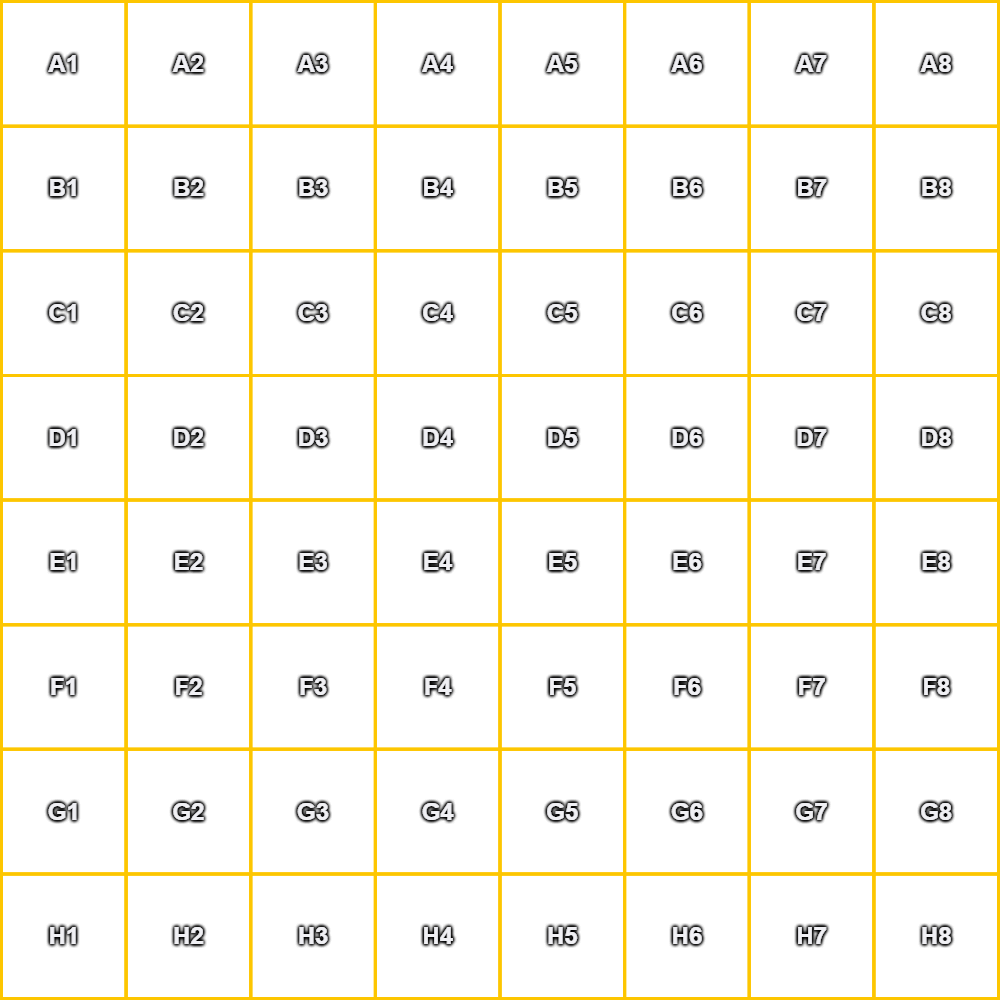 A1 A2 A3 A4 A5 A6 A7 A8
B1 B2 B3 B4 B5 B6 B7 B8
C1 C2 C3 C4 C5 C6 C7 C8
D1 D2 D3 D4 D5 D6 D7 D8
E1 E2 E3 E4 E5 E6 E7 E8
F1 F2 F3 F4 F5 F6 F7 F8
G1 G2 G3 G4 G5 G6 G7 G8
H1 H2 H3 H4 H5 H6 H7 H8